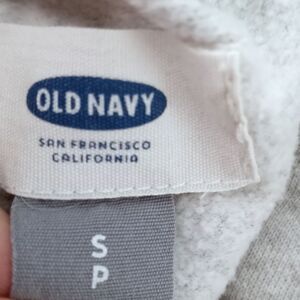 OLD NAVY
SAN FRANCISCO
CALIFORNIA
S
P